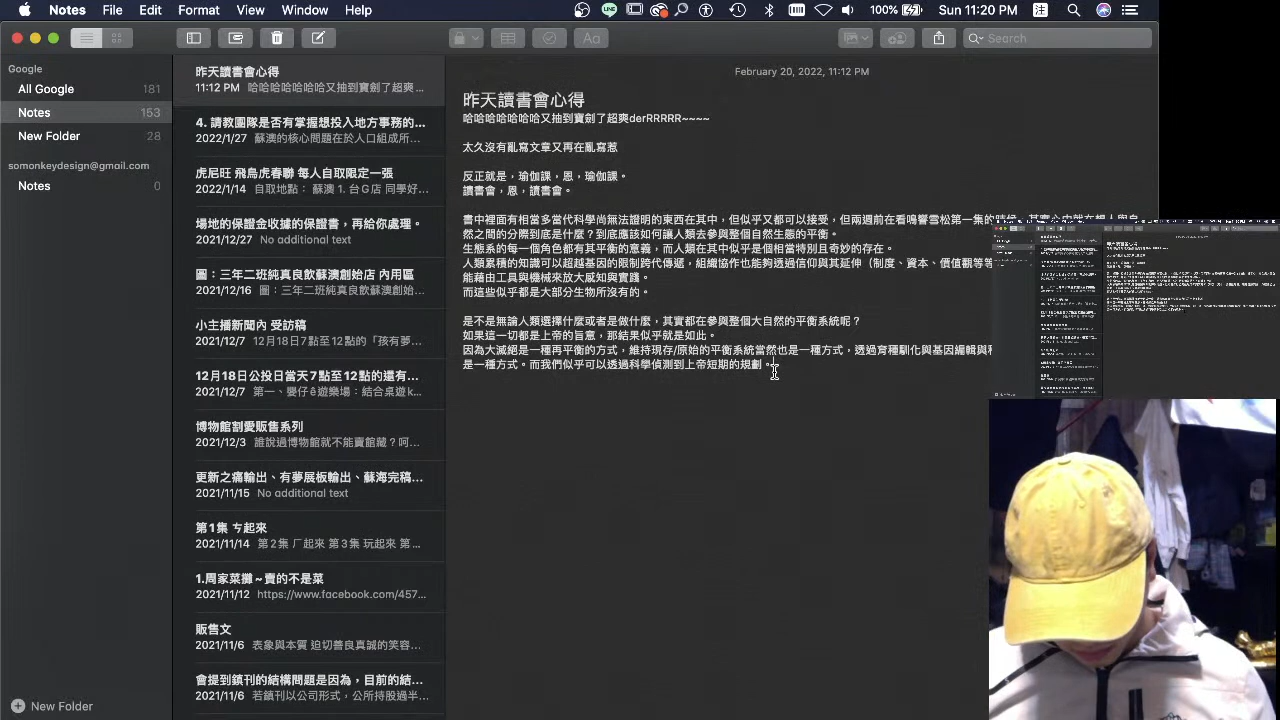 Notes File Edit Format View Window Help
100% Sun 11:20 PM 注
Aa
Search
Google
All Google 181
Notes 153
New Folder 28
somonkeydesign@gmail.com
Notes 0
New Folder
昨天讀書會心得
11:12 PM 哈哈哈哈哈哈哈又抽到寶劍了超爽...
4. 請教團隊是否有掌握想投入地方事務的...
2022/1/27 蘇澳的核心問題在於人口組成所...
虎尼旺 飛鳥虎春聯 每人自取限定一張
2022/1/14 自取地點： 蘇澳 1. 台G店 同學好...
場地的保證金收據的保證書，再給你處理。
2021/12/27 No additional text
圖：三年二班純真民歌蘇澳創作 官方專用區
2021/12/16 圖：三年二班純真民歌蘇澳創始...
小主播新聞內 受訪稿
2021/12/13 12月18日7點至12點的「孩有夢...
12月18日公投日當天７點至12點的還有...
2021/12/7 第一、嬰仔ê遊樂場：結合兒遊k...
博物館割愛販售系列
2021/12/3 誰說過博物館就不能賣館藏？呵...
更新之痛輸出、有夢展板輸出、蘇海完稿...
2021/11/15 No additional text
第1集 ㄘ起來
2021/11/14 第２集 ㄏ起來 第３集 玩起來 第...
1.周家菜攤～賣的不是菜
2021/11/12 https://www.facebook.com/457...
販售文
2021/11/6 表象與本質 迫切善良真誠的笑容...
會提到鎮刊的結構問題是因為，目前的結...
2021/11/6 若鎮刊以公司形式，公所持股過半...
February 20, 2022, 11:12 PM
昨天讀書會心得
哈哈哈哈哈哈哈又抽到寶劍了超爽derRRRRR~~~~
太久沒有亂寫文章又再在亂寫惹
反正就是，瑜伽課，恩，瑜伽課。
讀書會，恩，讀書會。
書中裡面有相當多當代科學尚無法證明的東西在其中，但似乎又都可以接受，但兩週前在看鳴響雪松第一集的時候，其實心中就在想人與自
然之間的分際到底是什麼？到底應該如何讓人類去參與整個自然生態的平衡。
生態系的每一個角色都有其平衡的意義，而人類在其中似乎是個相當特別且奇妙的存在。
人類累積的知識可以超越基因的限制跨代傳遞，組織協作也能夠透過信仰與其延伸（制度、資本、價值觀等等
能藉由工具與機械來放大感知與實踐。
而這些似乎都是大部分生物所沒有的。
是不是無論人類選擇什麼或者是做什麼，其實都在參與整個大自然的平衡系統呢？
如果這一切都是上帝的旨意，那結果似乎就是如此。
因為大滅絕是一種再平衡的方式，維持現存/原始的平衡系統當然也是一種方式，透過育種馴化與基因編輯與
是一種方式。而我們似乎可以透過科學偵測到上帝短期的規劃。